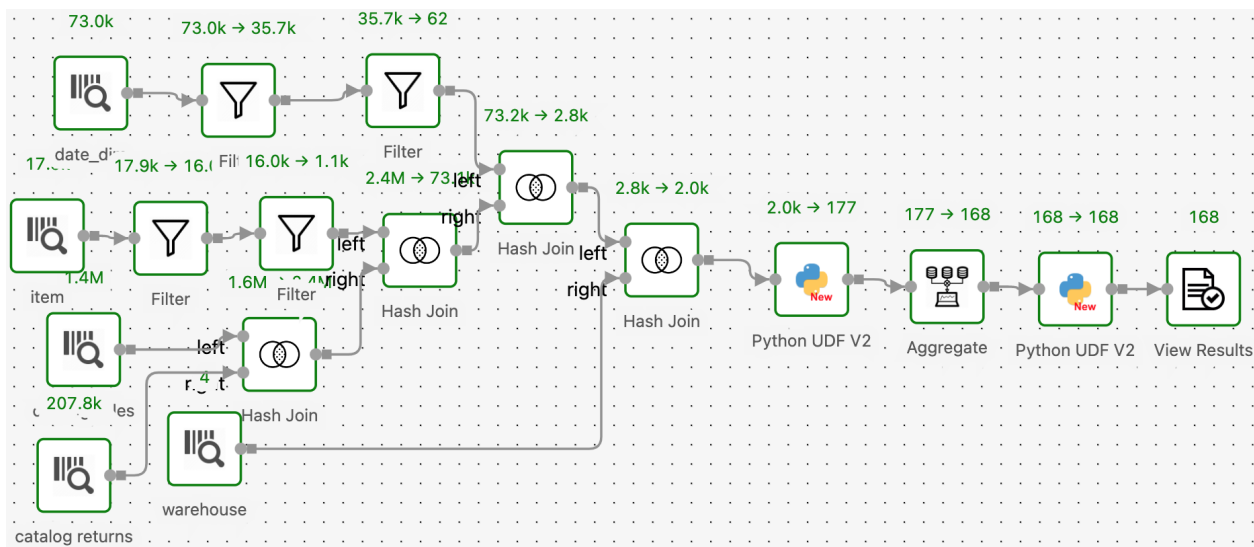 73.0k
73.0k → 35.7k
35.7k → 62
date_di
Filter
73.2k → 2.8k
17.9k → 16.0
16.0k → 1.1k
2.4M → 73.1k
left
right
Hash Join
2.8k → 2.0k
left
right
Hash Join
2.0k → 177
New
Python UDF V2
177 → 168
Aggregate
168 → 168
New
Python UDF V2
168
View Results
item
Filter
Filter
left
right
Hash Join
1.4M
1.6M
left
4
Hash Join
207.8k
catalog returns
warehouse